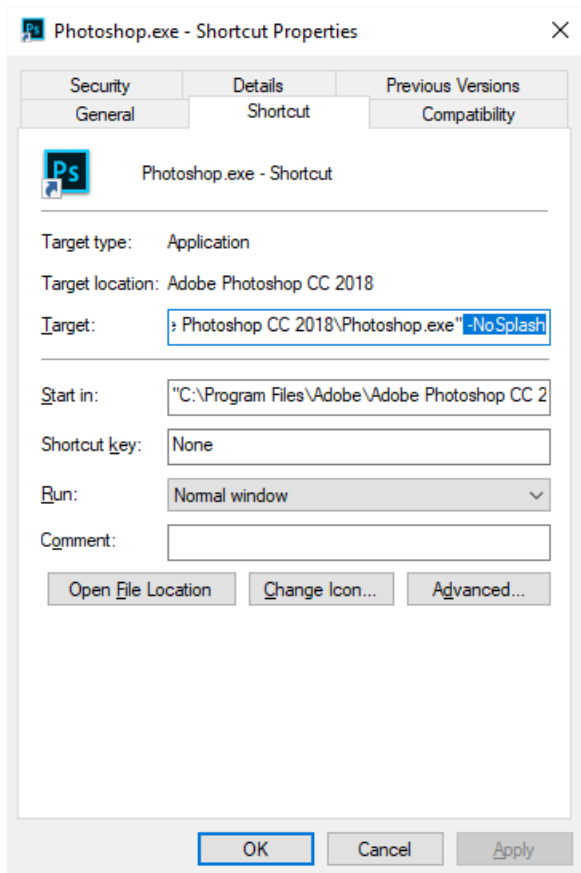 Photoshop.exe - Shortcut Properties
Security Details Previous Versions
General Shortcut Compatibility
Ps Photoshop.exe - Shortcut
Target type: Application
Target location: Adobe Photoshop CC 2018
Target: e Photoshop CC 2018\Photoshop.exe" -NoSplash
Start in: "C:\Program Files\Adobe\Adobe Photoshop CC 2
Shortcut key: None
Run: Normal window
Comment:
Open File Location Change Icon... Advanced...
OK Cancel Apply